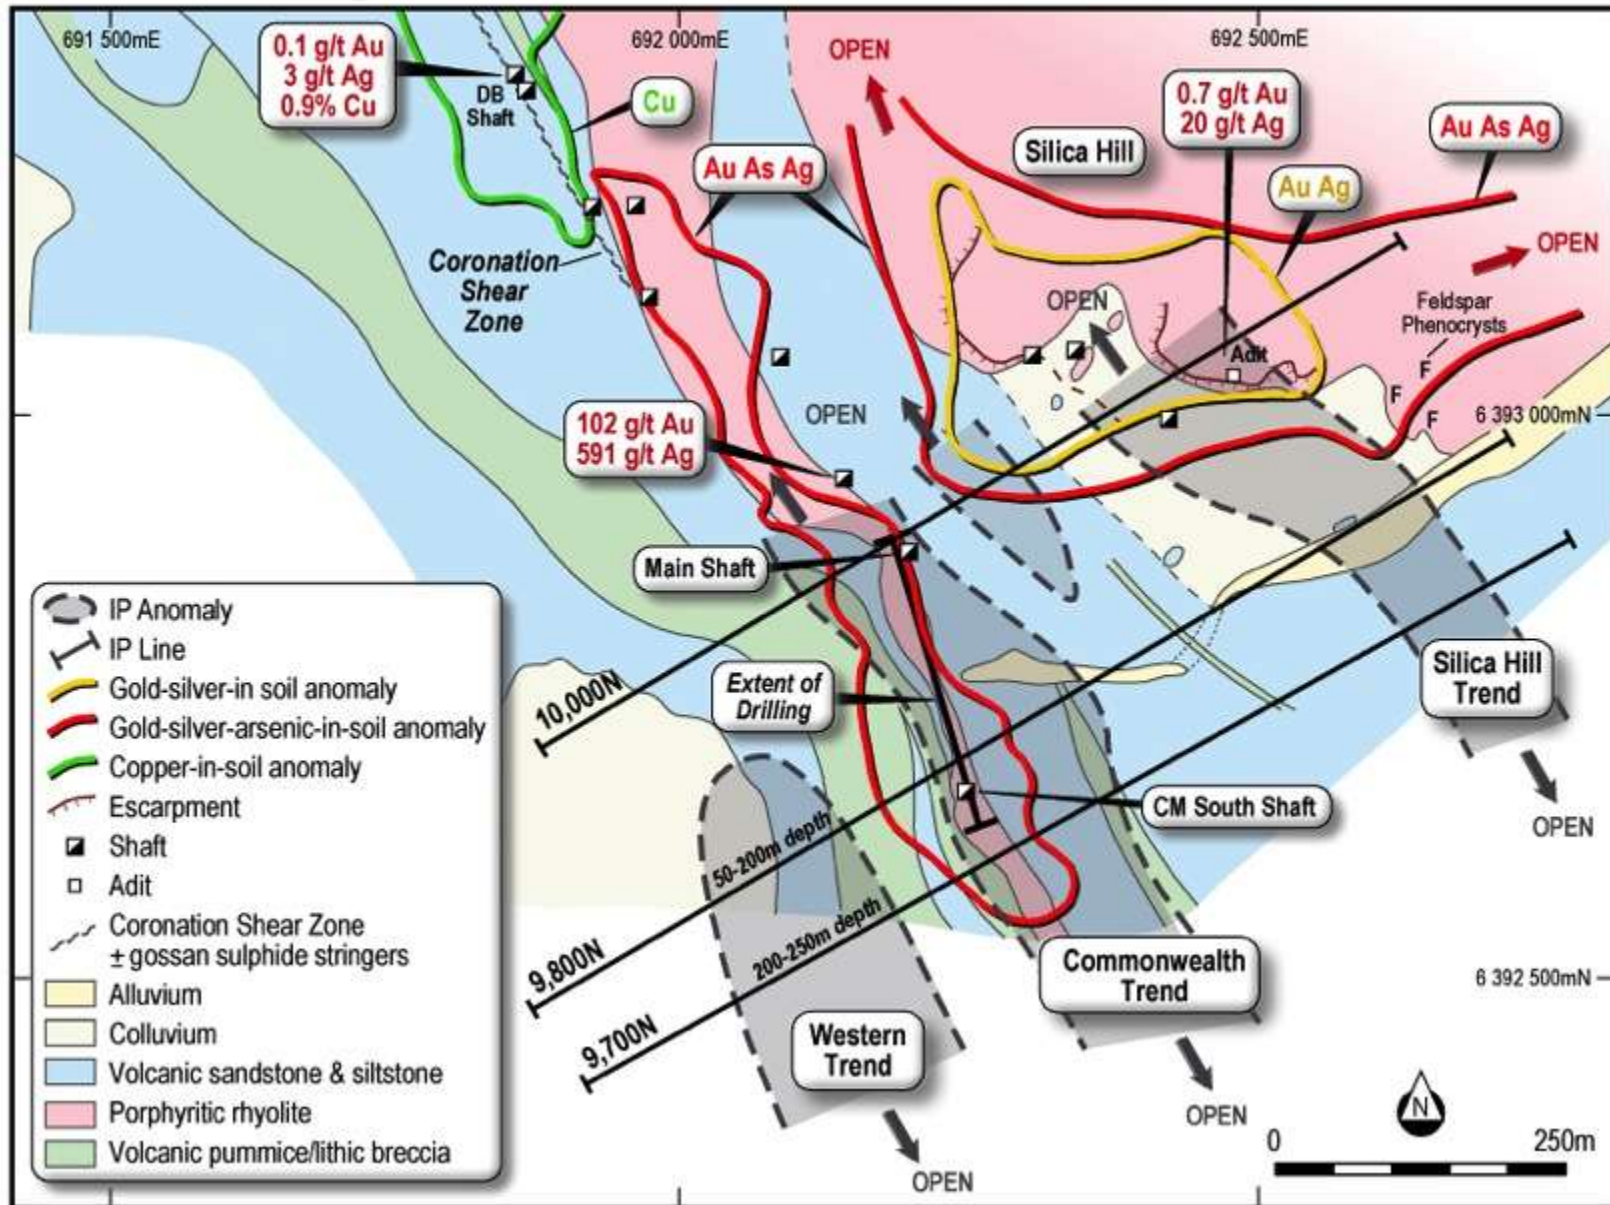 691 500mE
692 000mE
692 500mE
0.1 g/t Au
3 g/t Ag
0.9% Cu
DB
Shaft
Cu
OPEN
0.7 g/t Au
20 g/t Ag
Silica Hill
Au As Ag
Au As Ag
Au Ag
OPEN
Coronation
Shear
Zone
OPEN
Feldspar
Phenocrysts
Adit
F
F
F
OPEN
6 393 000mN
102 g/t Au
591 g/t Ag
Main Shaft
IP Anomaly
IP Line
Gold-silver-in soil anomaly
Gold-silver-arsenic-in-soil anomaly
Copper-in-soil anomaly
Escarpment
Shaft
Adit
Coronation Shear Zone
± gossan sulphide stringers
Alluvium
Colluvium
Volcanic sandstone & siltstone
Porphyritic rhyolite
Volcanic pummice/lithic breccia
10,000N
Extent of
Drilling
Silica Hill
Trend
50-200m depth
CM South Shaft
OPEN
9,800N
200-250m depth
Commonwealth
Trend
6 392 500mN
9,700N
Western
Trend
OPEN
N
0
250m
OPEN